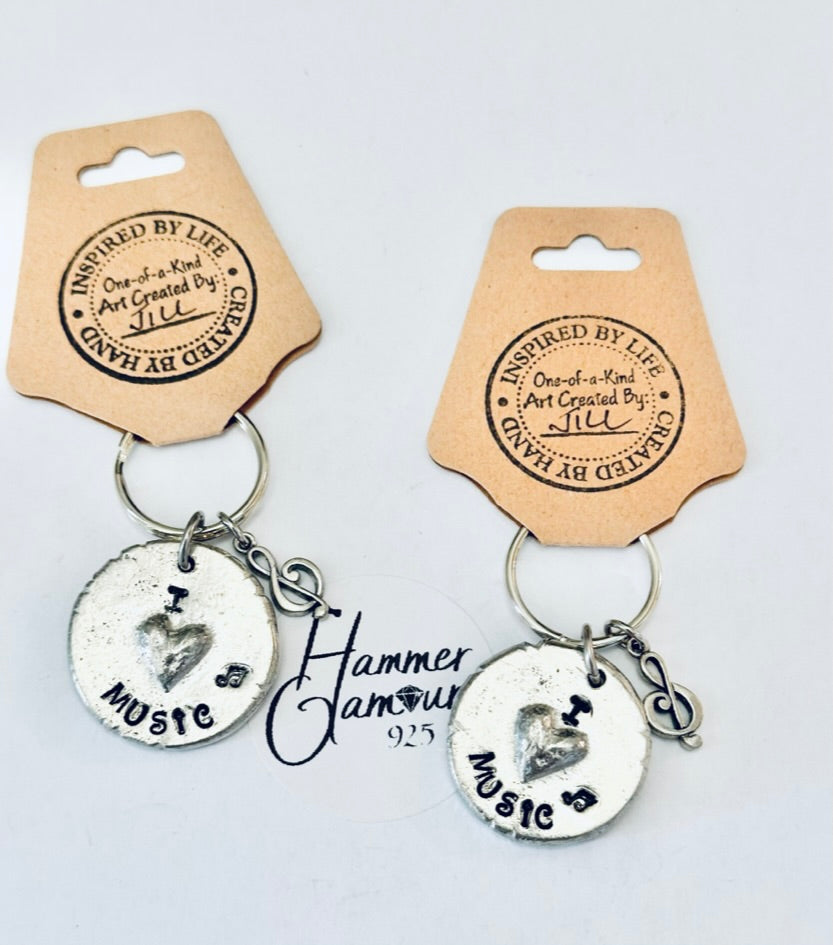 INSPIRED BY LIFE
One-of-a-Kind
Art Created By:
JILL
CREATED BY HAND
INSPIRED BY LIFE
One-of-a-Kind
Art Created By:
JILL
CREATED BY HAND
I
MUSIC
Hammer
Glamour
925
I
MUSIC